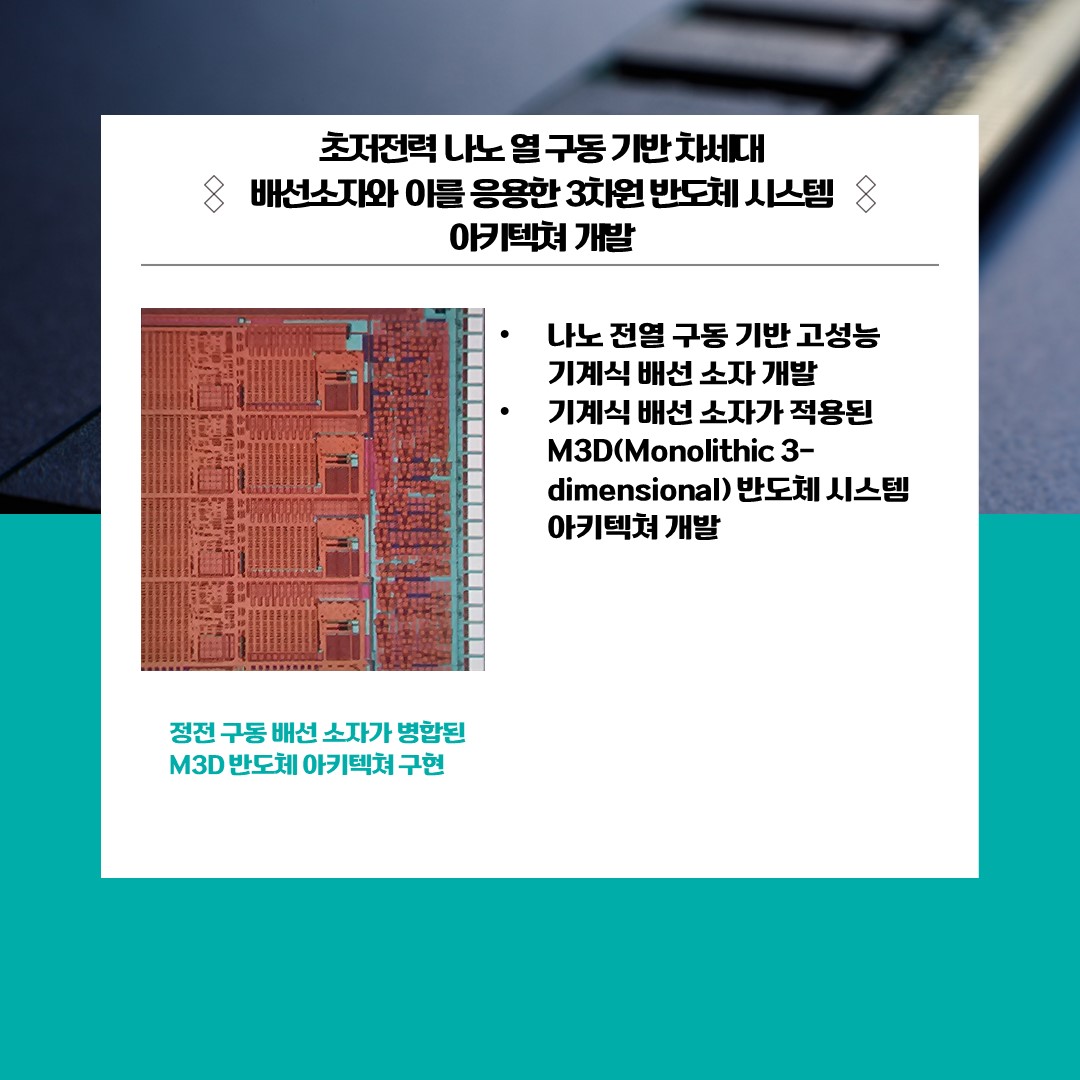 초저전력 나노 열 구동 기반 차세대
배선소자와 이를 응용한 3차원 반도체 시스템
아키텍쳐 개발
• 나노 전열 구동 기반 고성능
기계식 배선 소자 개발
• 기계식 배선 소자가 적용된
M3D(Monolithic 3-
dimensional) 반도체 시스템
아키텍쳐 개발
정전 구동 배선 소자가 병합된
M3D 반도체 아키텍쳐 구현